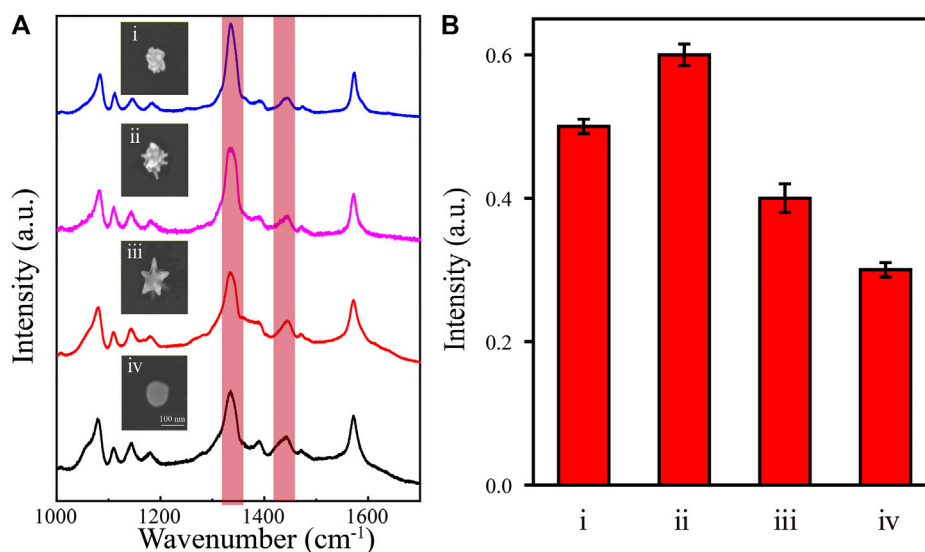 A
i
ii
iii
iv
100 nm
Intensity (a.u.)
1000 1200 1400 1600
Wavenumber (cm⁻¹)
B
0.6
0.4
0.2
0.0
Intensity (a.u.)
i ii iii iv